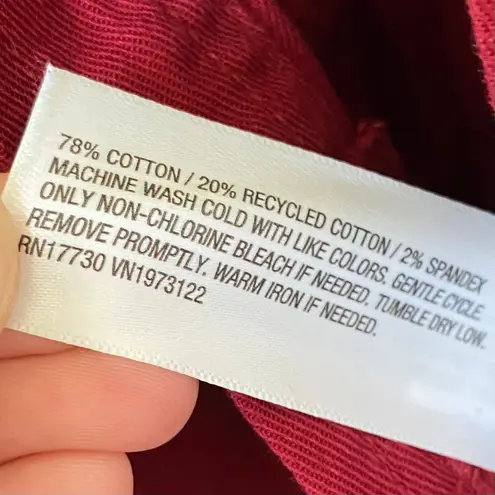 78% COTTON / 20% RECYCLED COTTON / 2% SPANDEX
MACHINE WASH COLD WITH LIKE COLORS. GENTLE CYCLE.
ONLY NON-CHLORINE BLEACH IF NEEDED. TUMBLE DRY LOW.
REMOVE PROMPTLY. WARM IRON IF NEEDED.
RN17730 VN1973122